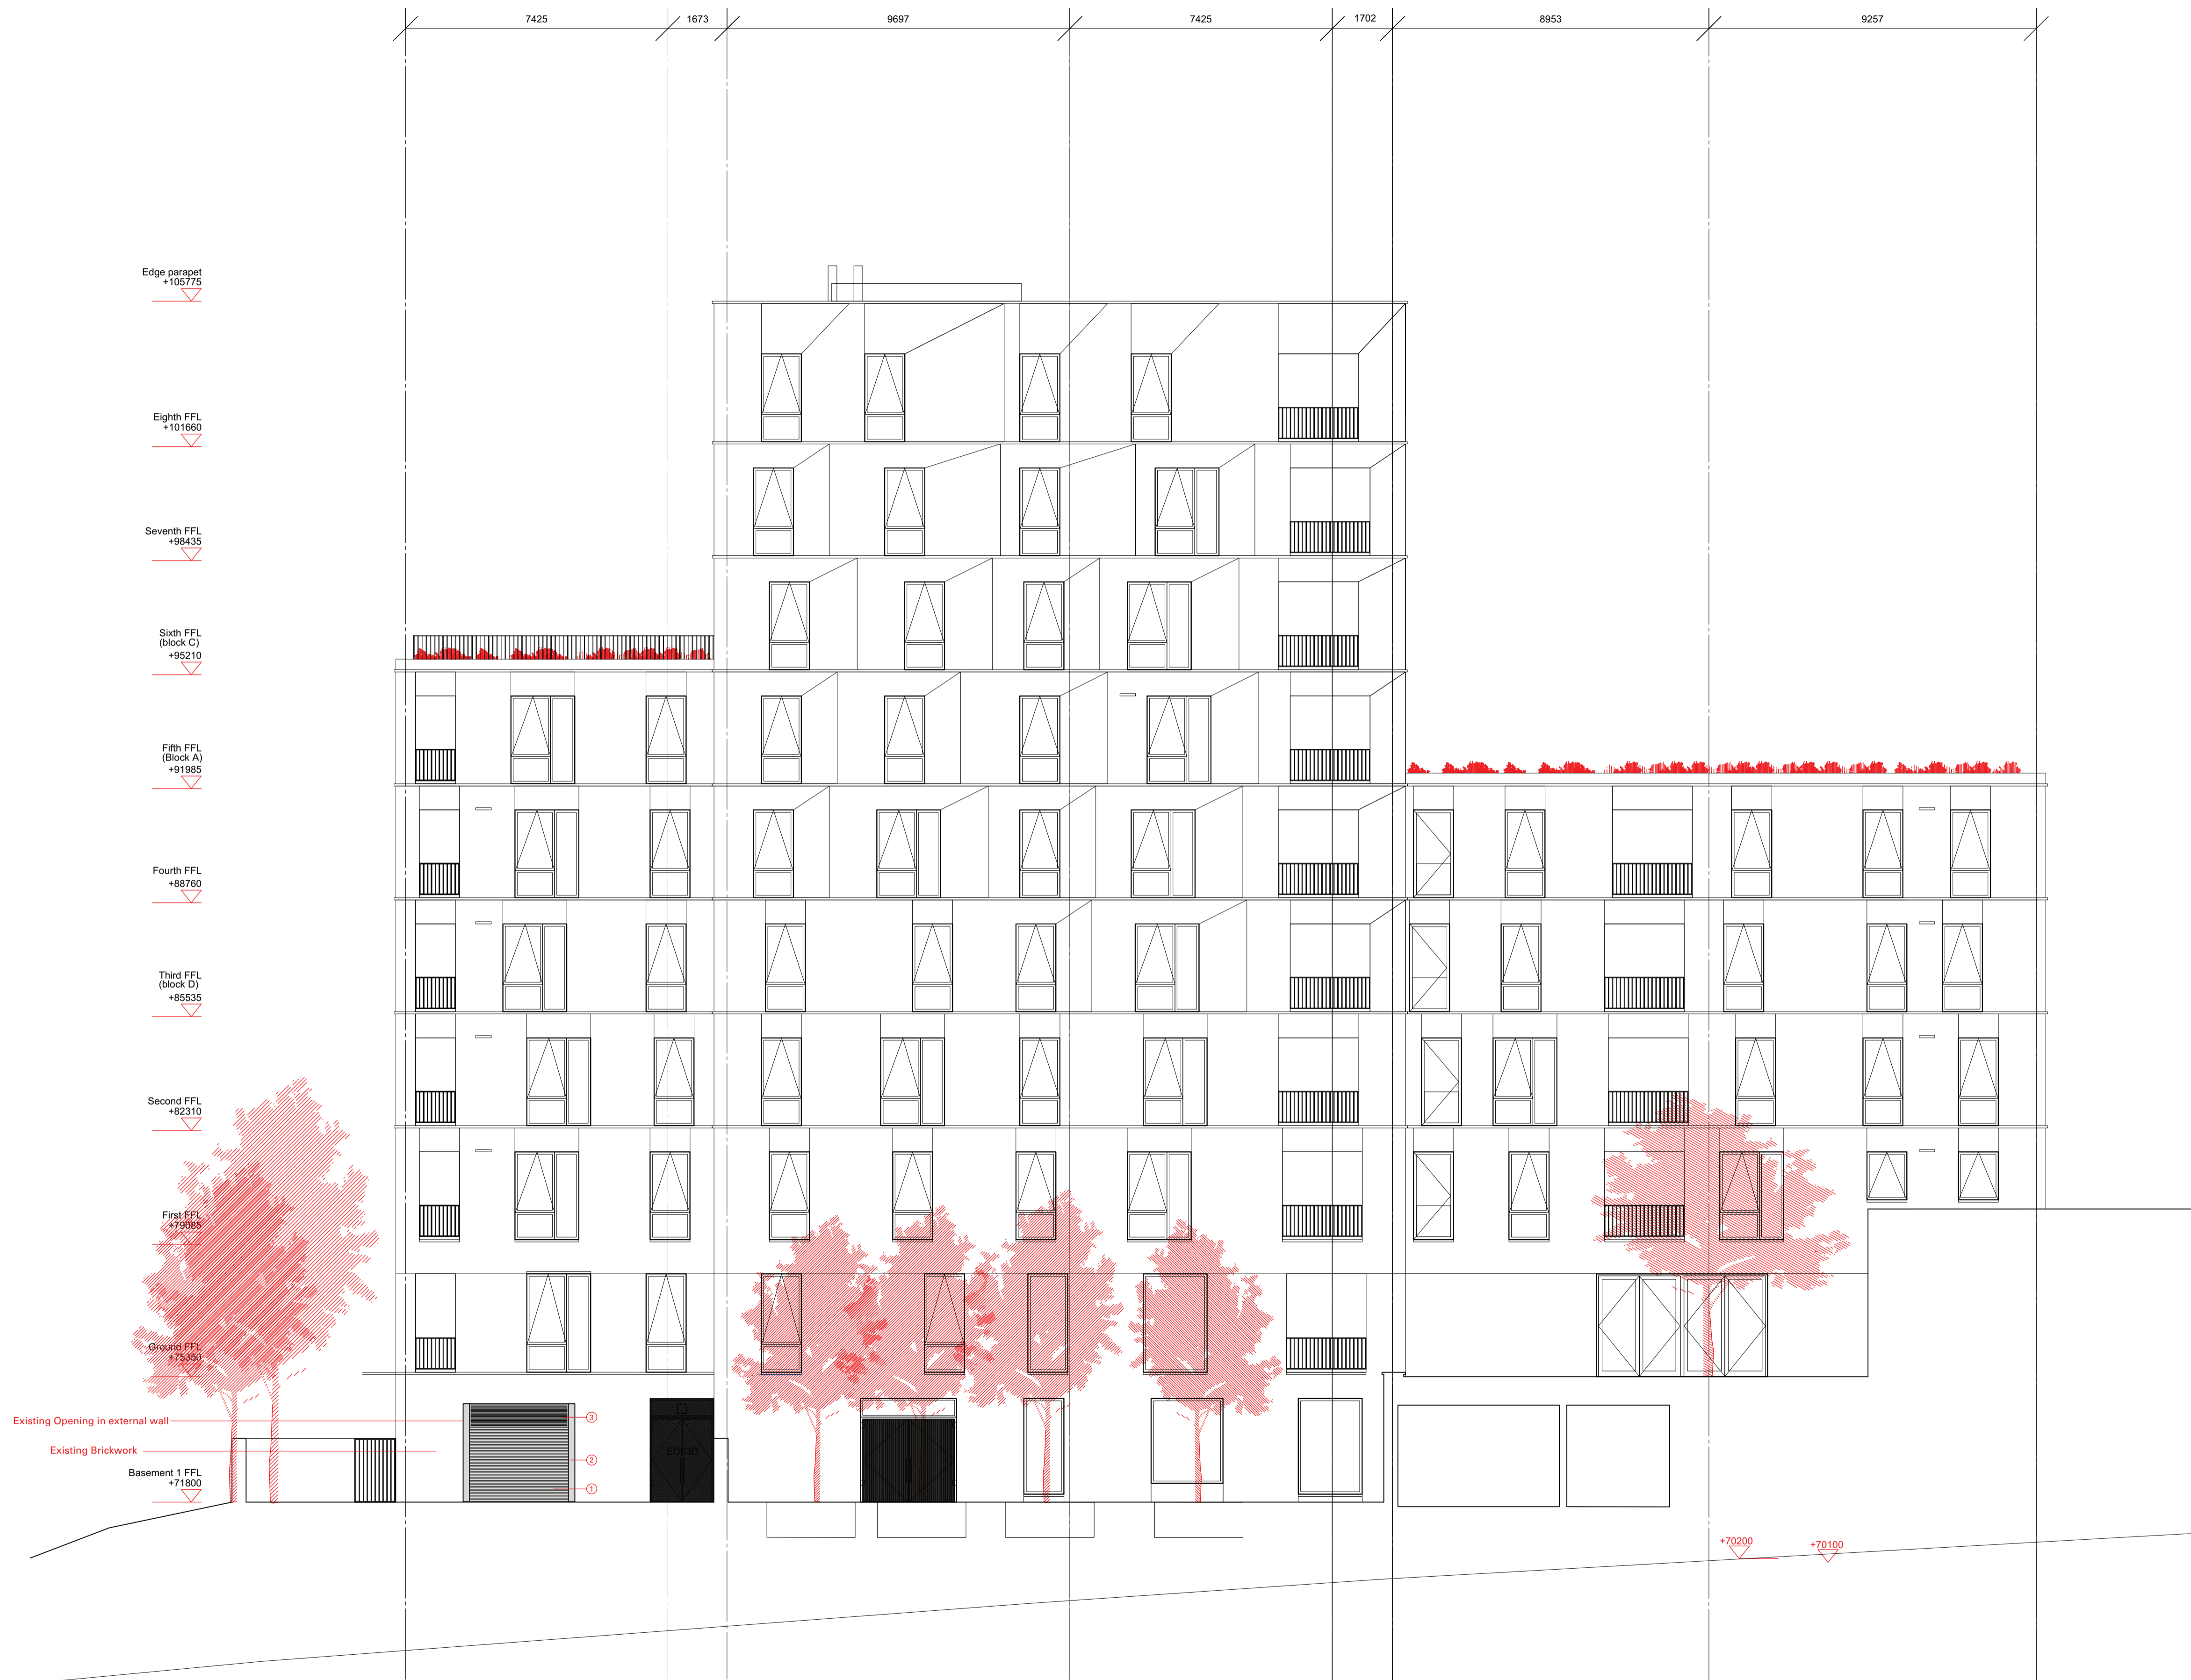 7425
1673
9697
7425
1702
8953
9257
Edge parapet
+105775
Eighth FFL
+101660
Seventh FFL
+98435
Sixth FFL
(block C)
+95210
Fifth FFL
(Block A)
+91985
Fourth FFL
+88760
Third FFL
(block D)
+85535
Second FFL
+82310
First FFL
+79085
Ground FFL
+75350
Existing Opening in external wall
3
Existing Brickwork
ED03D
2
Basement 1 FFL
+71800
1
+70200
+70100